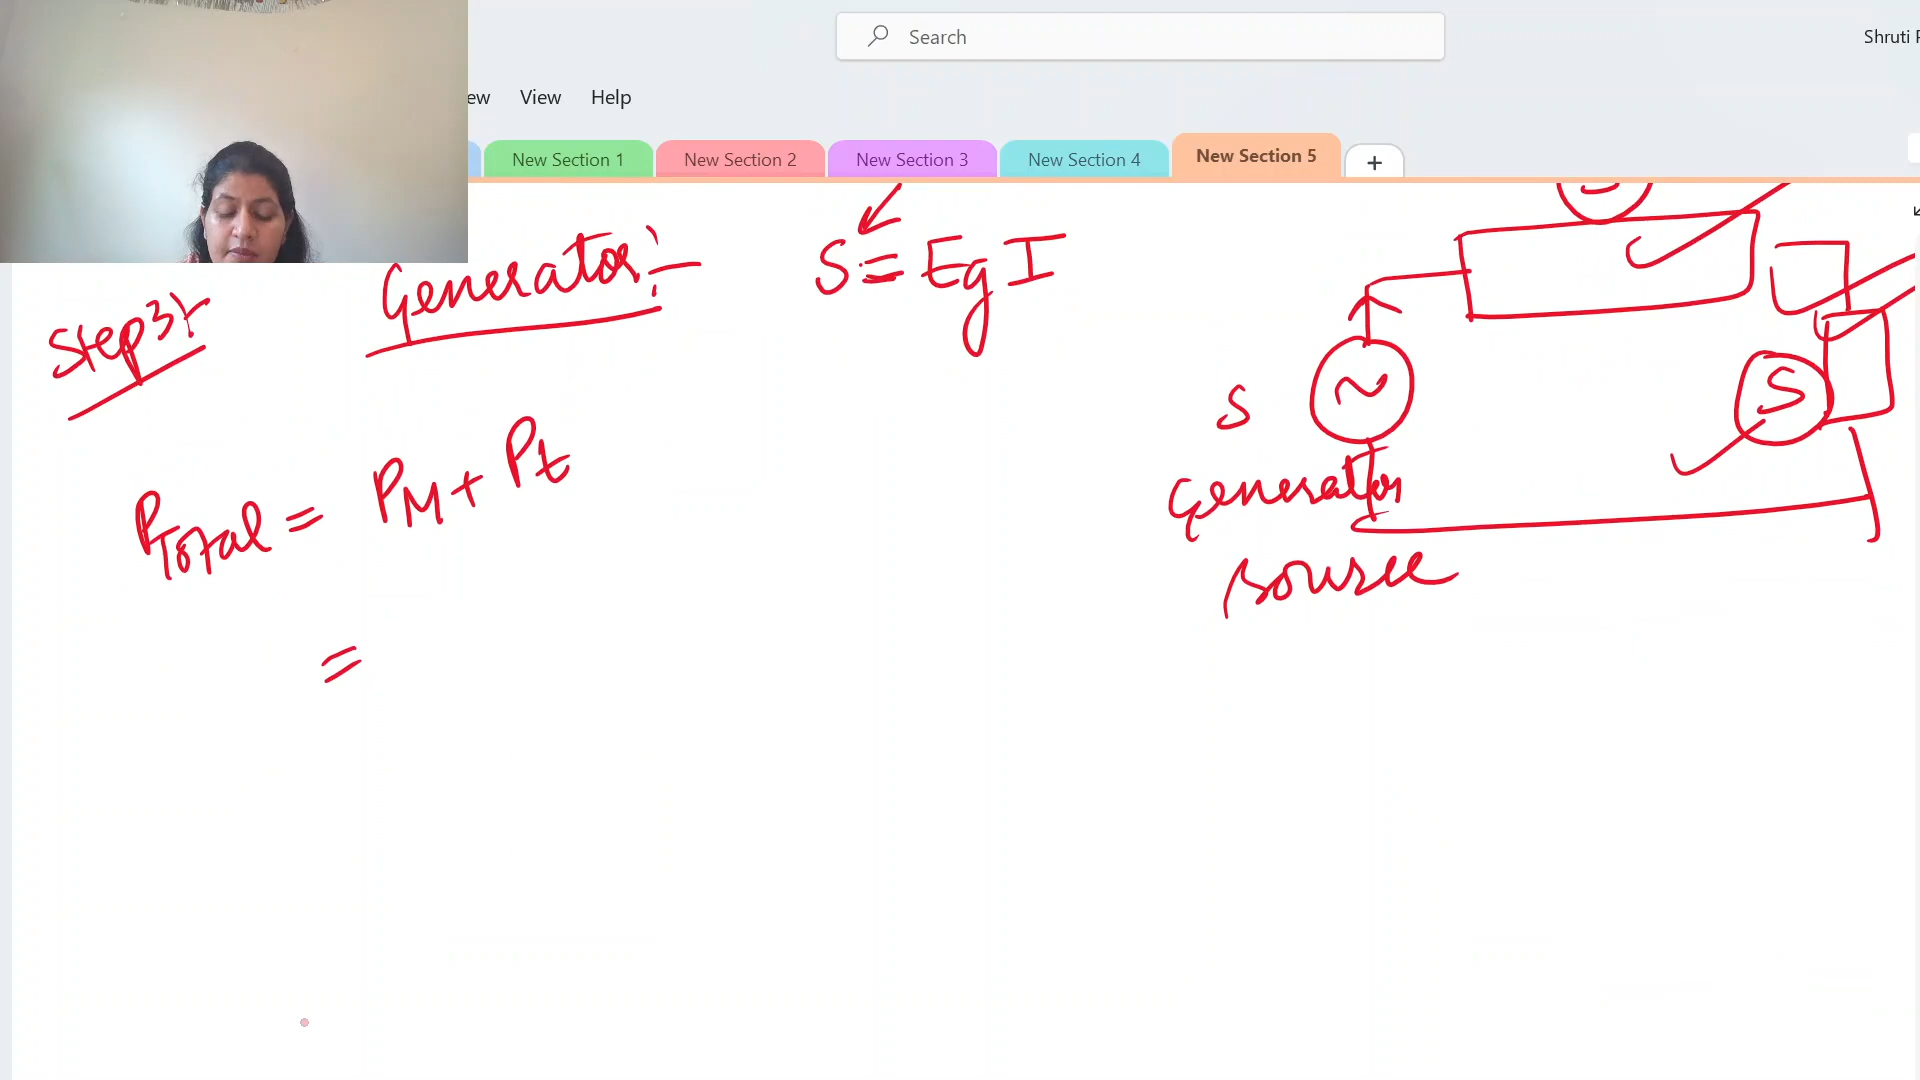 Search
Shruti P
ew View Help
New Section 1 New Section 2 New Section 3 New Section 4 New Section 5 +
Step 3:-
Generator:-
S = Eg I
S
S
Generator
source
PTotal = PM + Pt
=